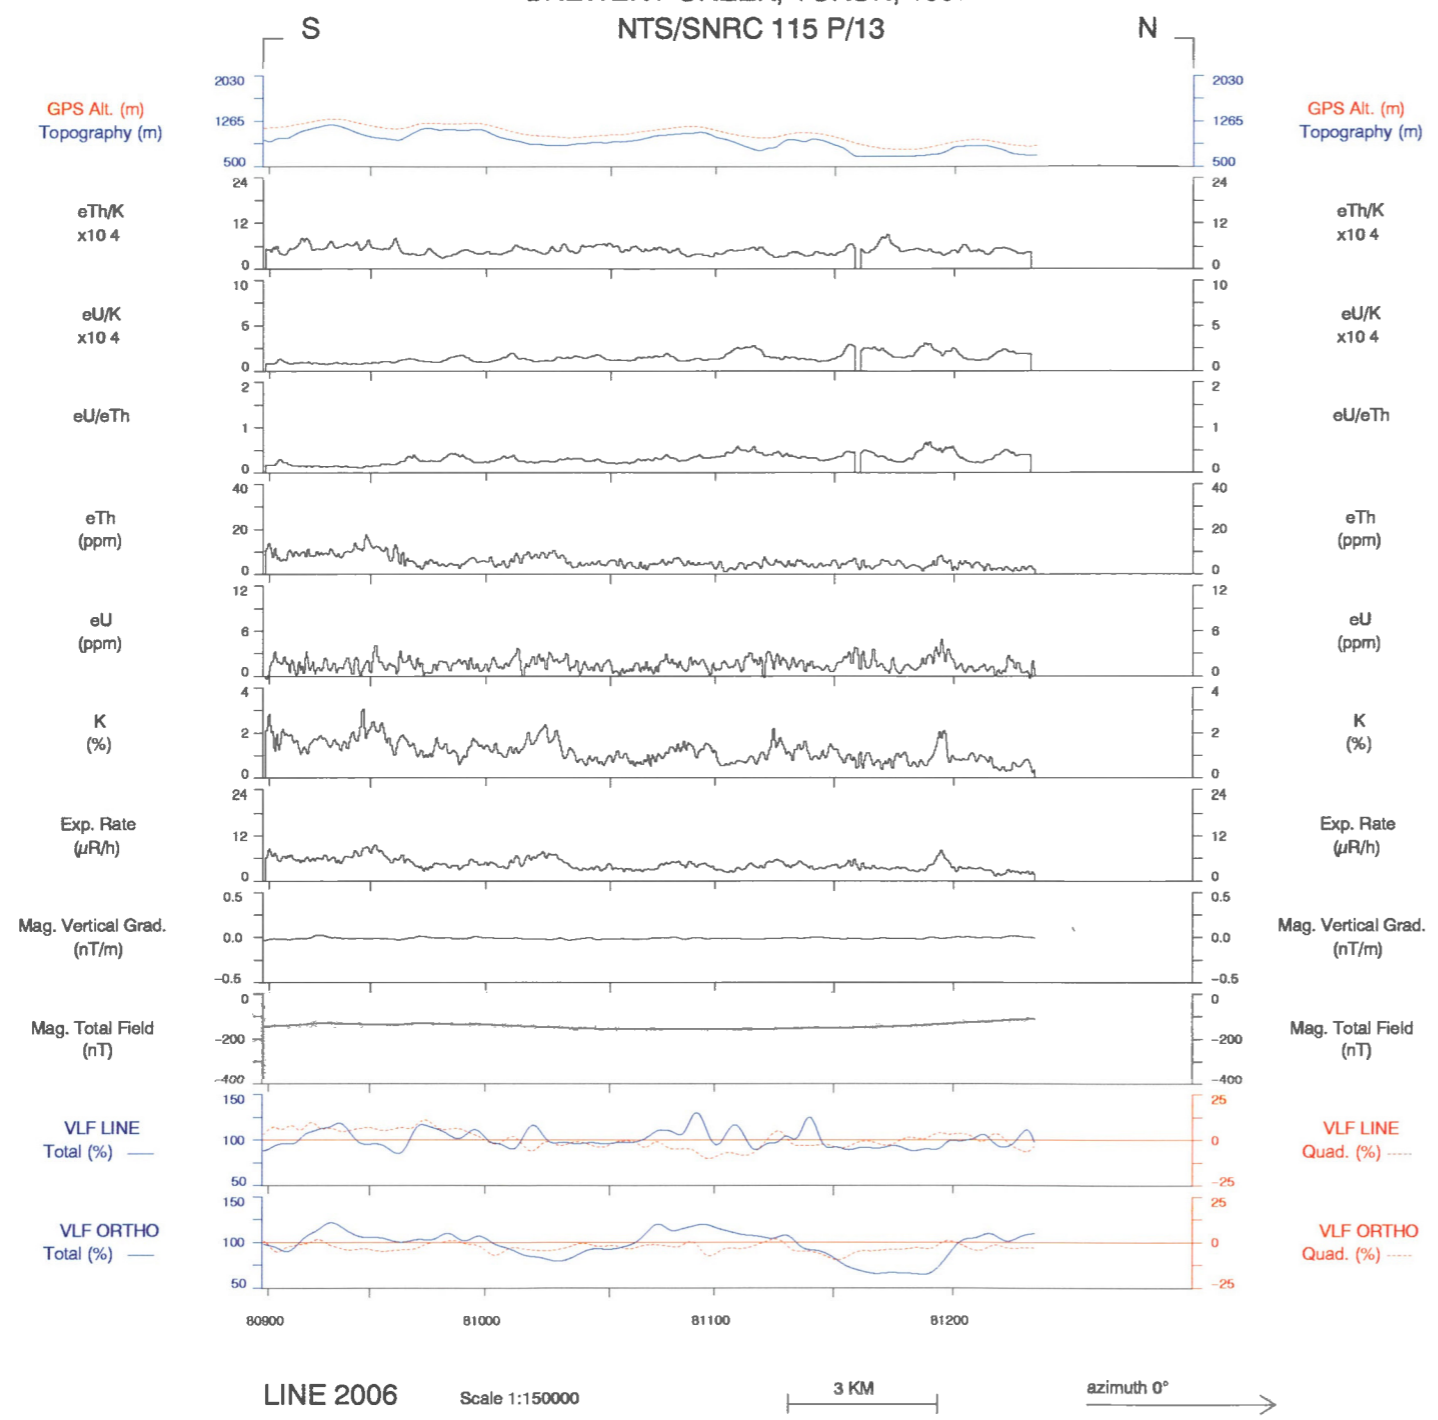 S NTS/SNRC 115 P/13 N
GPS Alt. (m)
Topography (m)
2030
1265
500
2030
1265
500
GPS Alt. (m)
Topography (m)
eTh/K
x10 4
24
12
0
24
12
0
eTh/K
x10 4
eU/K
x10 4
10
5
0
10
5
0
eU/K
x10 4
eU/eTh
2
1
0
2
1
0
eU/eTh
eTh
(ppm)
40
20
0
40
20
0
eTh
(ppm)
eU
(ppm)
12
6
0
12
6
0
eU
(ppm)
K
(%)
4
2
0
4
2
0
K
(%)
Exp. Rate
(μR/h)
24
12
0
24
12
0
Exp. Rate
(μR/h)
Mag. Vertical Grad.
(nT/m)
0.5
0.0
-0.5
0.5
0.0
-0.5
Mag. Vertical Grad.
(nT/m)
Mag. Total Field
(nT)
0
-200
-400
0
-200
-400
Mag. Total Field
(nT)
VLF LINE
Total (%)
150
100
50
25
0
-25
VLF LINE
Quad. (%)
VLF ORTHO
Total (%)
150
100
50
25
0
-25
VLF ORTHO
Quad. (%)
80900 81000 81100 81200
LINE 2006 Scale 1:150000 3 KM azimuth 0°